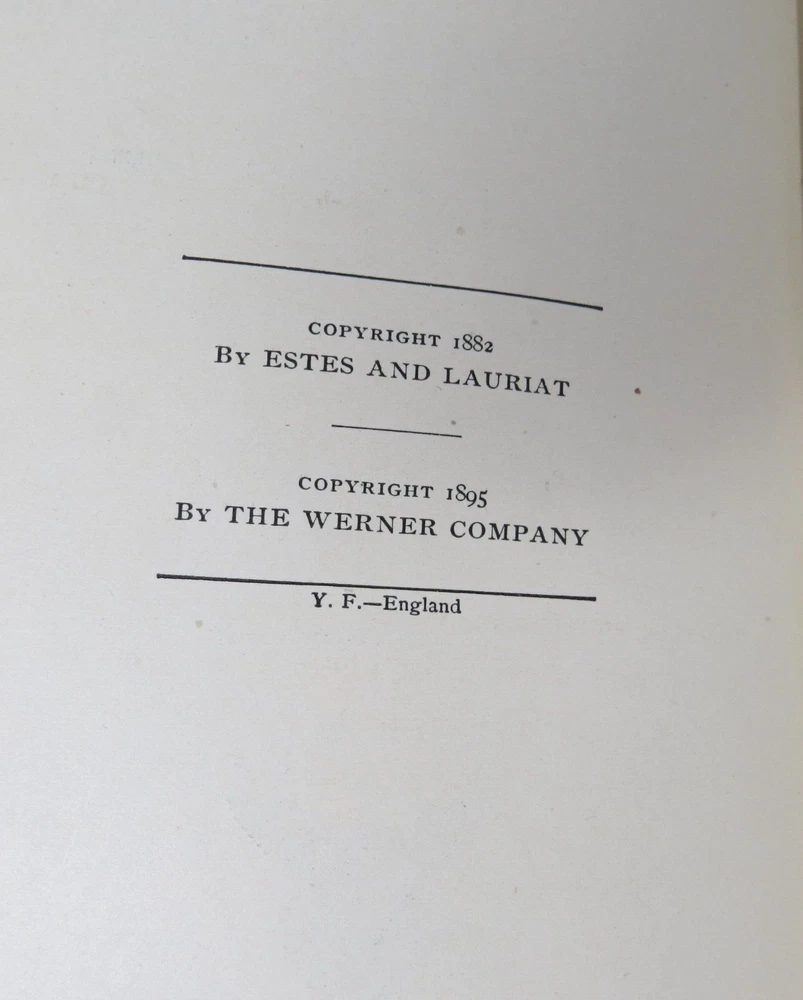 COPYRIGHT 1882
By ESTES AND LAURIAT
COPYRIGHT 1895
By THE WERNER COMPANY
Y. F.—England